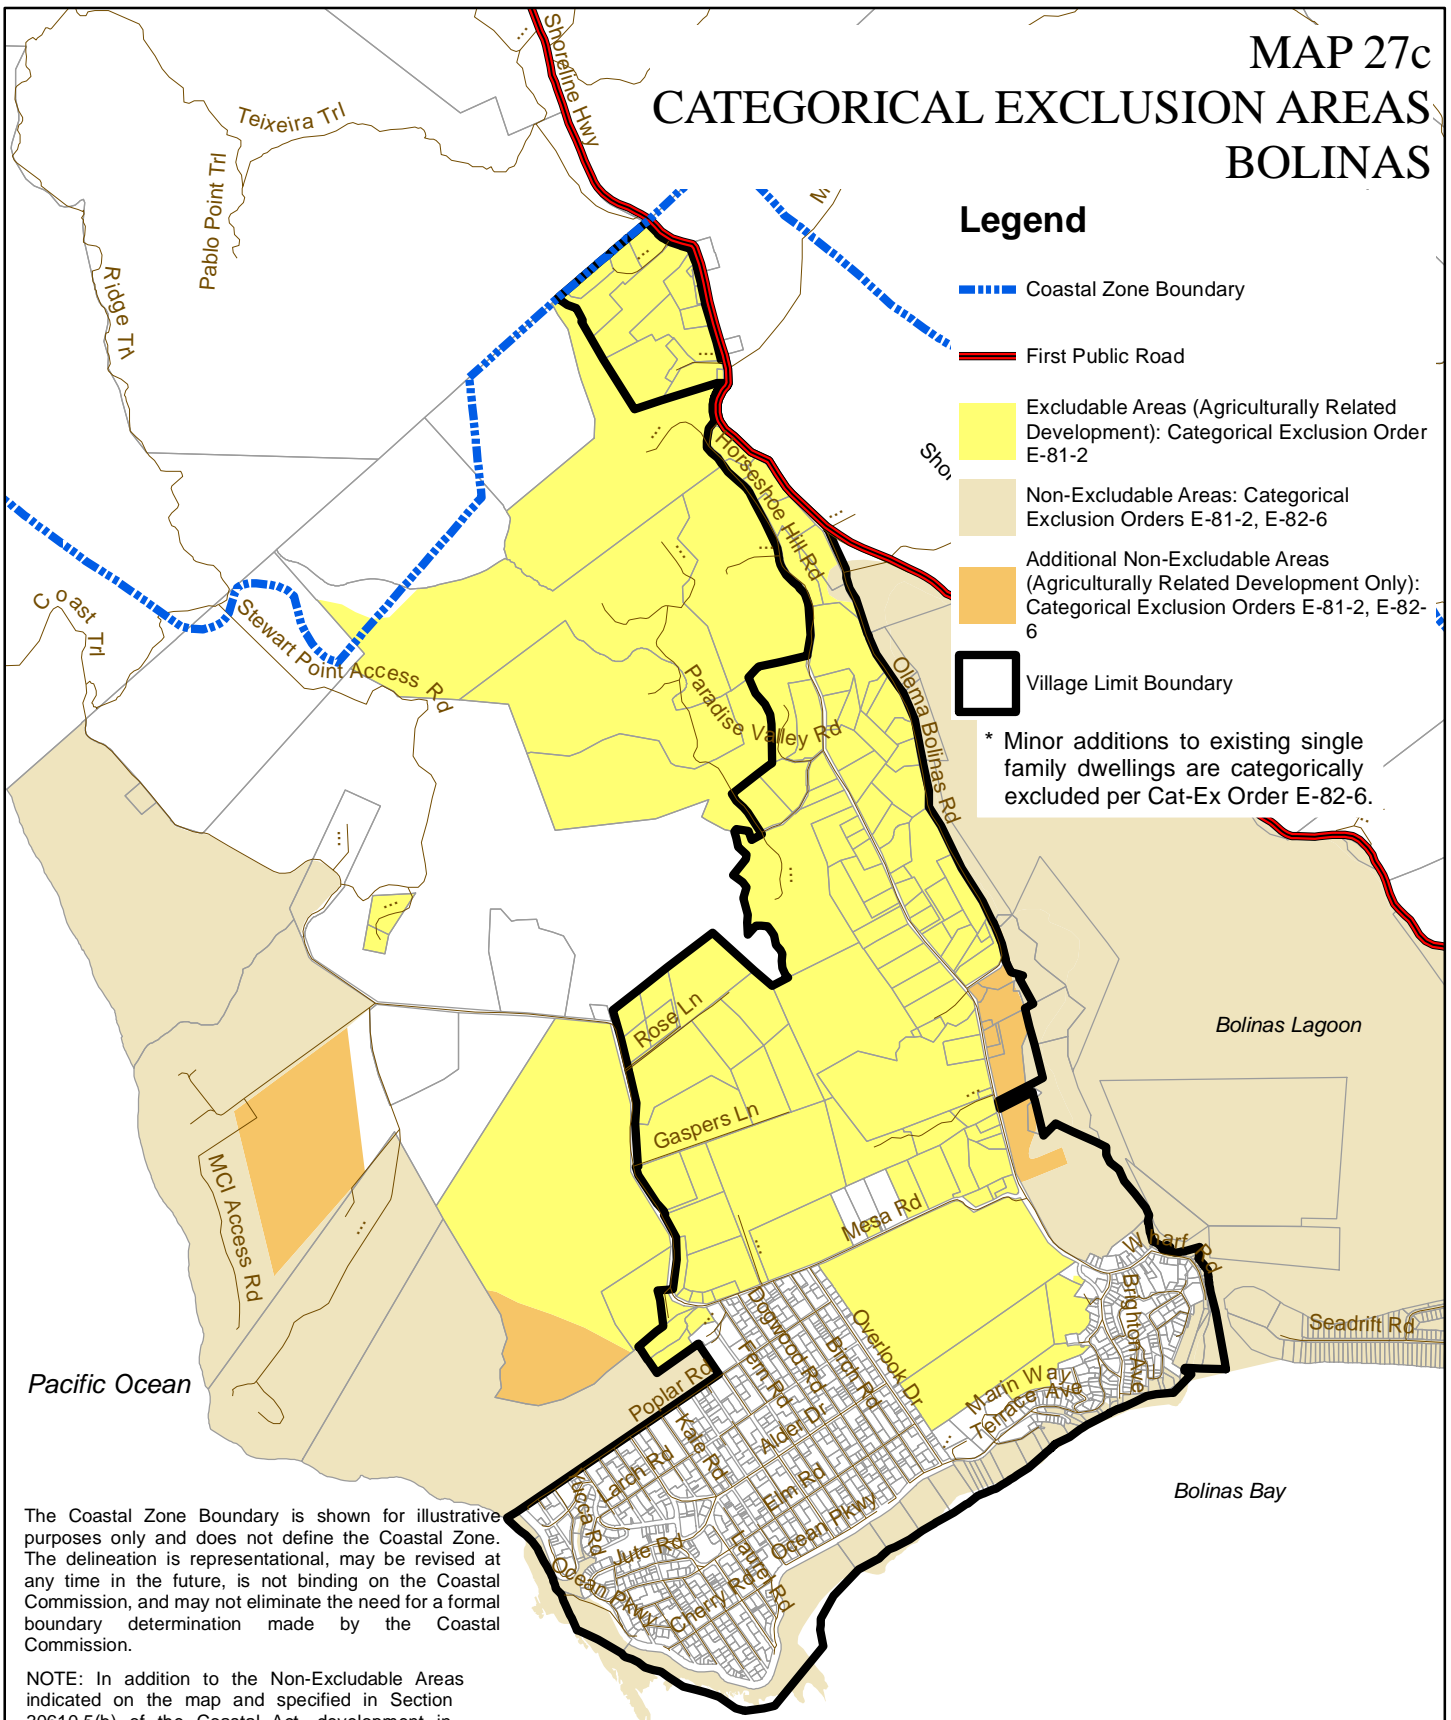 MAP 27c
CATEGORICAL EXCLUSION AREAS
BOLINAS
Legend
Coastal Zone Boundary
First Public Road
Excludable Areas (Agriculturally Related
Development): Categorical Exclusion Order
E-81-2
Non-Excludable Areas: Categorical
Exclusion Orders E-81-2, E-82-6
Additional Non-Excludable Areas
(Agriculturally Related Development Only):
Categorical Exclusion Orders E-81-2, E-82-
6
Village Limit Boundary
* Minor additions to existing single
family dwellings are categorically
excluded per Cat-Ex Order E-82-6.
Shoreline Hwy
Teixeira Trl
Pablo Point Trl
Ridge Trl
Coast Trl
Stewart Point Access Rd
Horseshoe Hill Rd
Paradise Valley Rd
Olema Bolinas Rd
Rose Ln
Gaspers Ln
Mesa Rd
MCI Access Rd
Wharf Rd
Brighton Ave
Seadrift Rd
Overlook Dr
Dogwood Rd
Birch Rd
Fern Rd
Marin Way
Terrace Ave
Poplar Rd
Kale Rd
Alder Dr
Larch Rd
Yucca Rd
Elm Rd
Ocean Pkwy
Jute Rd
Laurel Rd
Cherry Rd
Ocean Pkwy
Bolinas Lagoon
Pacific Ocean
Bolinas Bay
The Coastal Zone Boundary is shown for illustrative
purposes only and does not define the Coastal Zone.
The delineation is representational, may be revised at
any time in the future, is not binding on the Coastal
Commission, and may not eliminate the need for a formal
boundary determination made by the Coastal
Commission.
NOTE: In addition to the Non-Excludable Areas
indicated on the map and specified in Section
30610.5(b) of the Coastal Act, development in